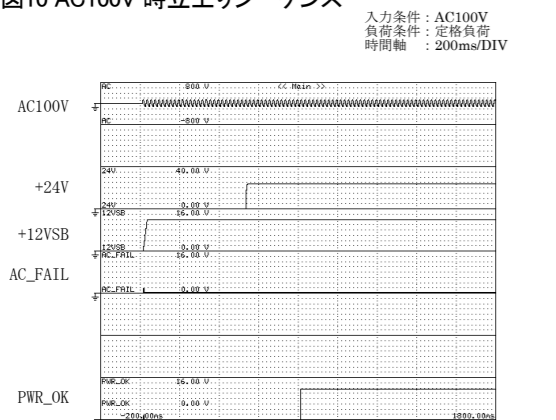 図10 AC100V 時立上リシーケンス
入力条件：AC100V
負荷条件：定格負荷
時間軸 ：200ms/DIV
AC 800 V << Main >>
AC100V
AC -800 V
24V 40.00 V
+24V
24V 0.00 V
12VSB 16.00 V
+12VSB
12VSB 0.00 V
AC_FAIL 16.00 V
AC_FAIL
AC_FAIL 0.00 V
PWR_OK 16.00 V
PWR_OK
PWR_OK 0.00 V
-200.00ms 1800.00ms